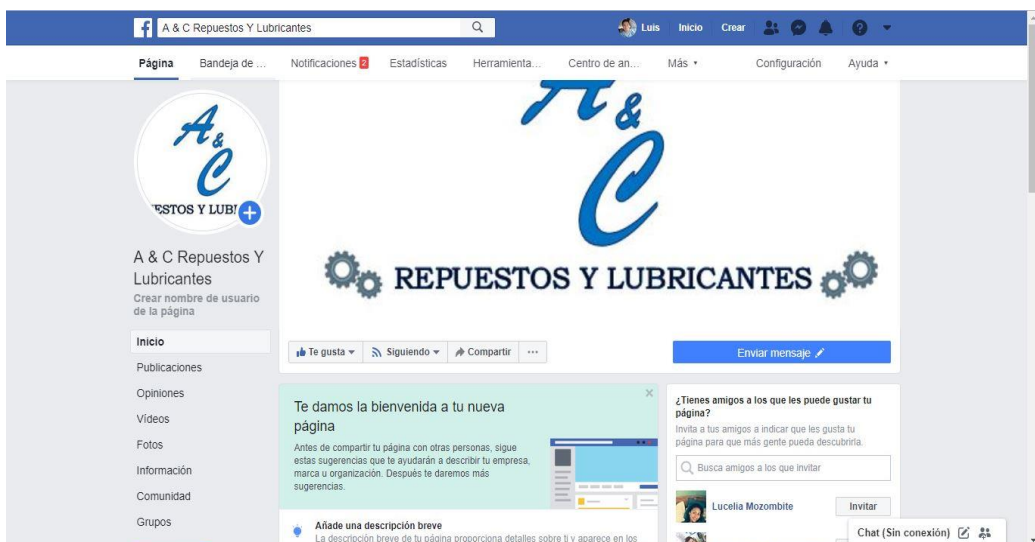 A & C Repuestos Y Lubricantes
Luis Inicio Crear
Página Bandeja de ... Notificaciones 2 Estadísticas Herramienta... Centro de an... Más Configuración Ayuda
A & C
REPUESTOS Y LUBRICANTES
A & C
A & C Repuestos Y
Lubricantes
Crear nombre de usuario
de la página
Inicio
Publicaciones
Opiniones
Vídeos
Fotos
Información
Comunidad
Grupos
Te gusta Siguiendo Compartir ...
Enviar mensaje
Te damos la bienvenida a tu nueva
página
Antes de compartir tu página con otras personas, sigue
estas sugerencias que te ayudarán a describir tu empresa,
marca u organización. Después te daremos más
sugerencias.
Añade una descripción breve
La descripción breve de tu página proporciona detalles sobre ti y aparece en los
¿Tienes amigos a los que les puede gustar tu
página?
Invita a tus amigos a indicar que les gusta tu
página para que más gente pueda descubrirla.
Busca amigos a los que invitar
Lucelia Mozombite Invitar
Chat (Sin conexión)